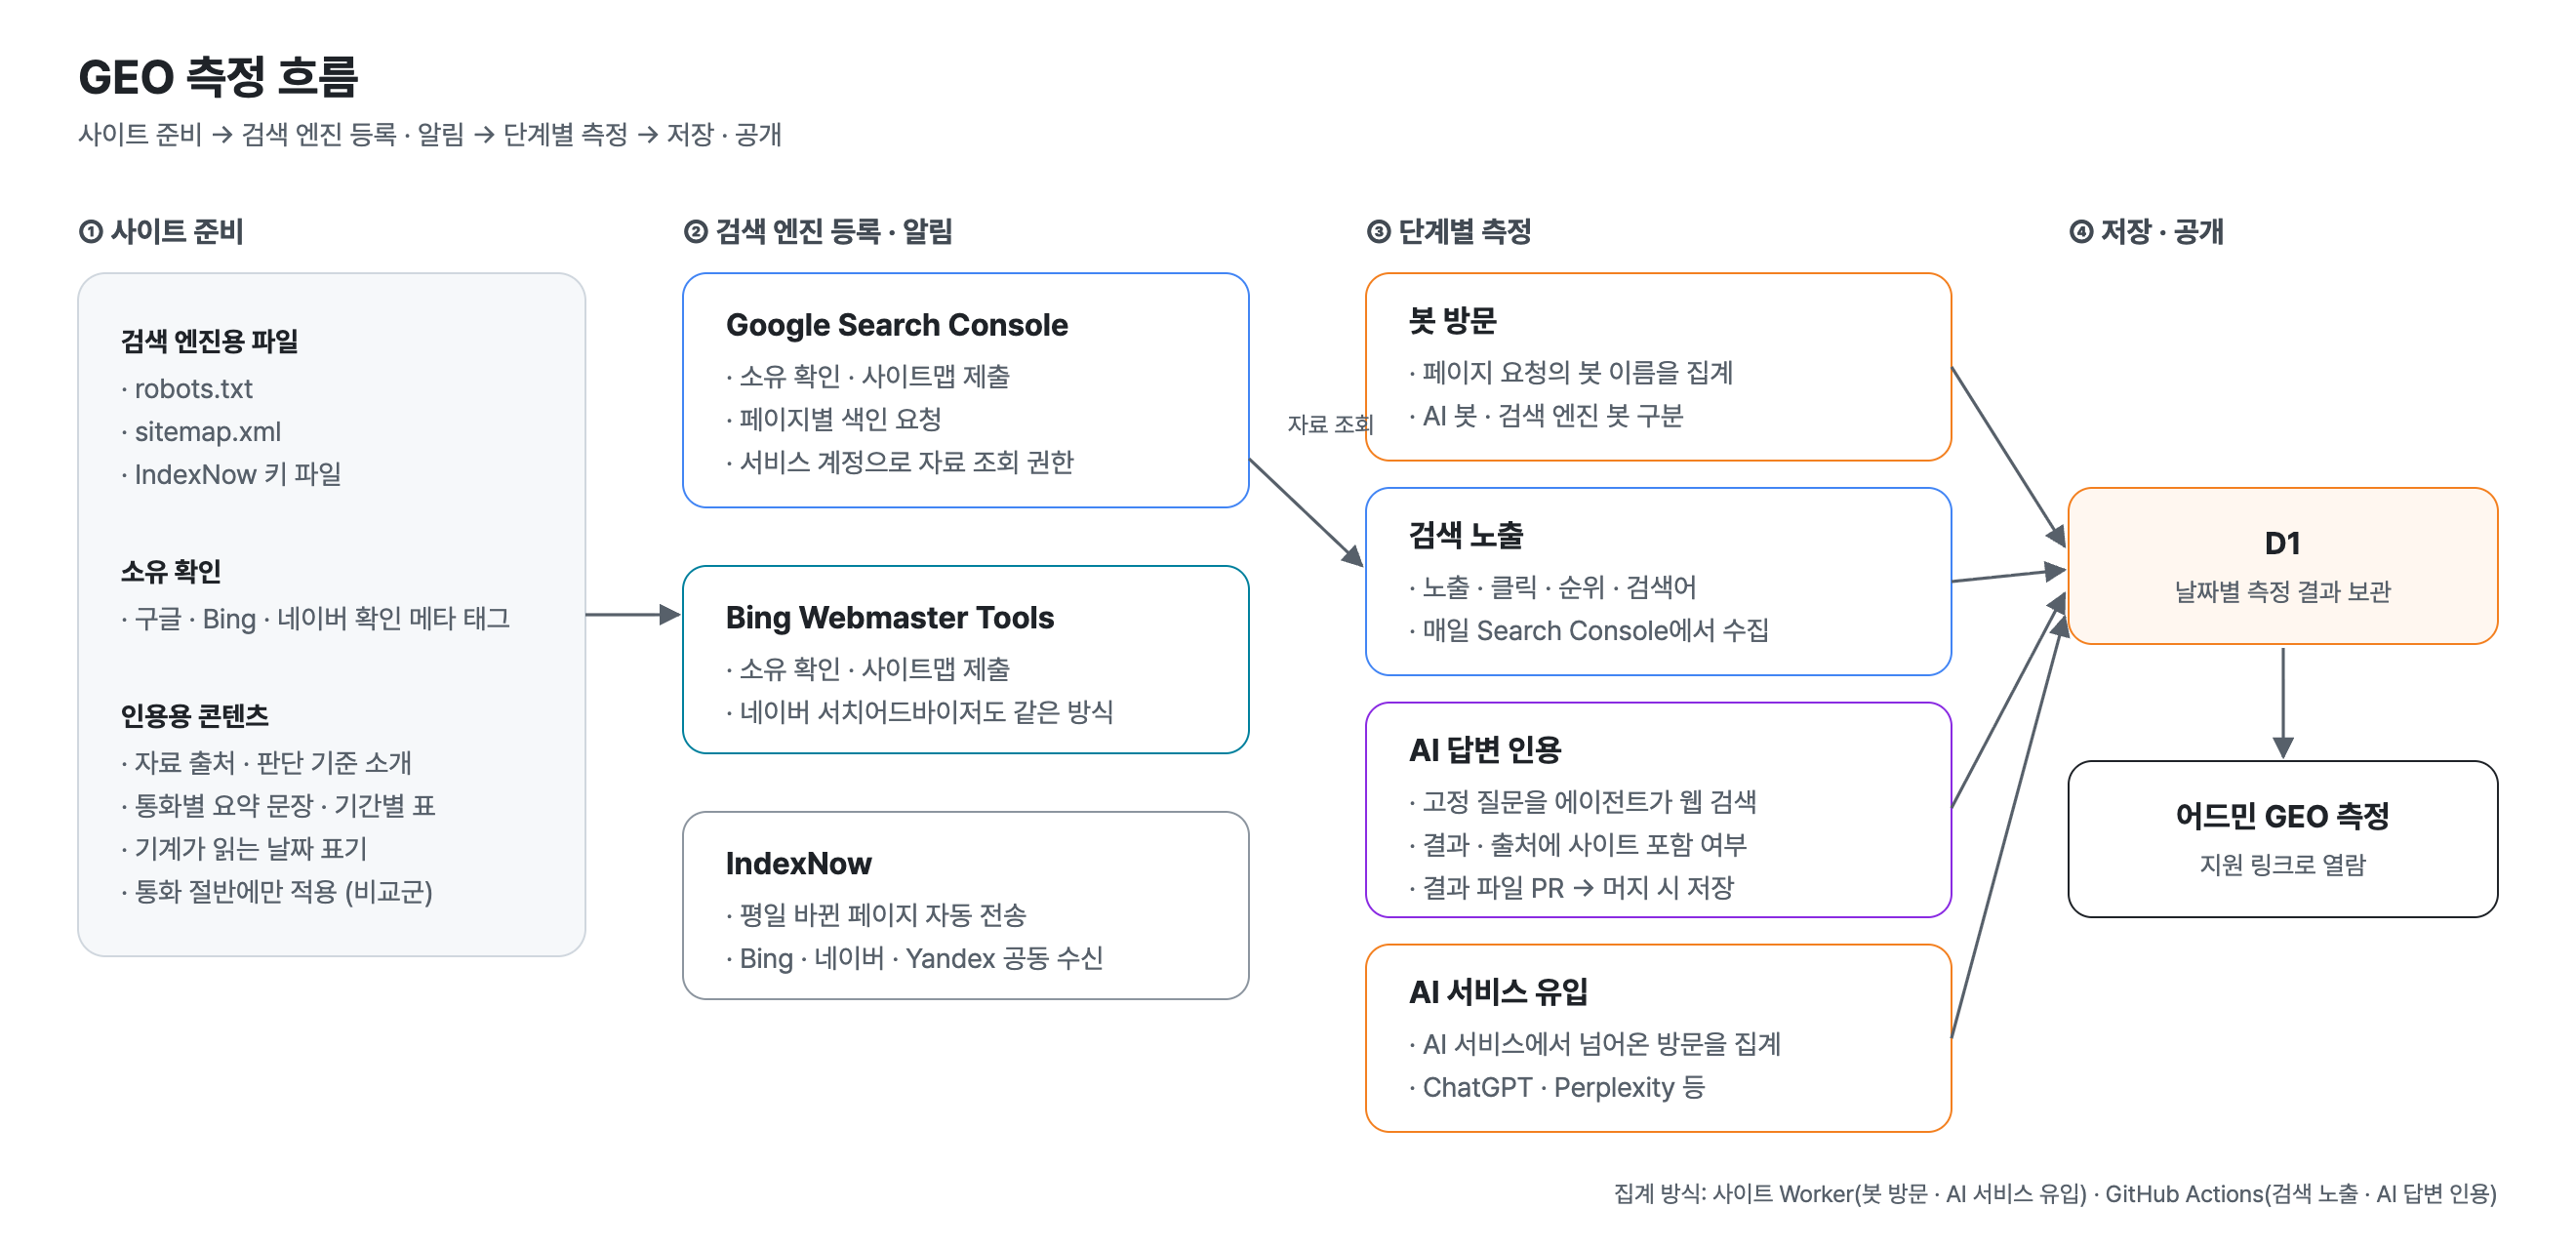 GEO 측정 흐름
사이트 준비 → 검색 엔진 등록 · 알림 → 단계별 측정 → 저장 · 공개
① 사이트 준비
검색 엔진용 파일
· robots.txt
· sitemap.xml
· IndexNow 키 파일
소유 확인
· 구글 · Bing · 네이버 확인 메타 태그
인용용 콘텐츠
· 자료 출처 · 판단 기준 소개
· 통화별 요약 문장 · 기간별 표
· 기계가 읽는 날짜 표기
· 통화 절반에만 적용 (비교군)
② 검색 엔진 등록 · 알림
Google Search Console
· 소유 확인 · 사이트맵 제출
· 페이지별 색인 요청
· 서비스 계정으로 자료 조회 권한
Bing Webmaster Tools
· 소유 확인 · 사이트맵 제출
· 네이버 서치어드바이저도 같은 방식
IndexNow
· 평일 바뀐 페이지 자동 전송
· Bing · 네이버 · Yandex 공동 수신
자료 조회
③ 단계별 측정
봇 방문
· 페이지 요청의 봇 이름을 집계
· AI 봇 · 검색 엔진 봇 구분
검색 노출
· 노출 · 클릭 · 순위 · 검색어
· 매일 Search Console에서 수집
AI 답변 인용
· 고정 질문을 에이전트가 웹 검색
· 결과 · 출처에 사이트 포함 여부
· 결과 파일 PR → 머지 시 저장
AI 서비스 유입
· AI 서비스에서 넘어온 방문을 집계
· ChatGPT · Perplexity 등
④ 저장 · 공개
D1
날짜별 측정 결과 보관
어드민 GEO 측정
지원 링크로 열람
집계 방식: 사이트 Worker(봇 방문 · AI 서비스 유입) · GitHub Actions(검색 노출 · AI 답변 인용)